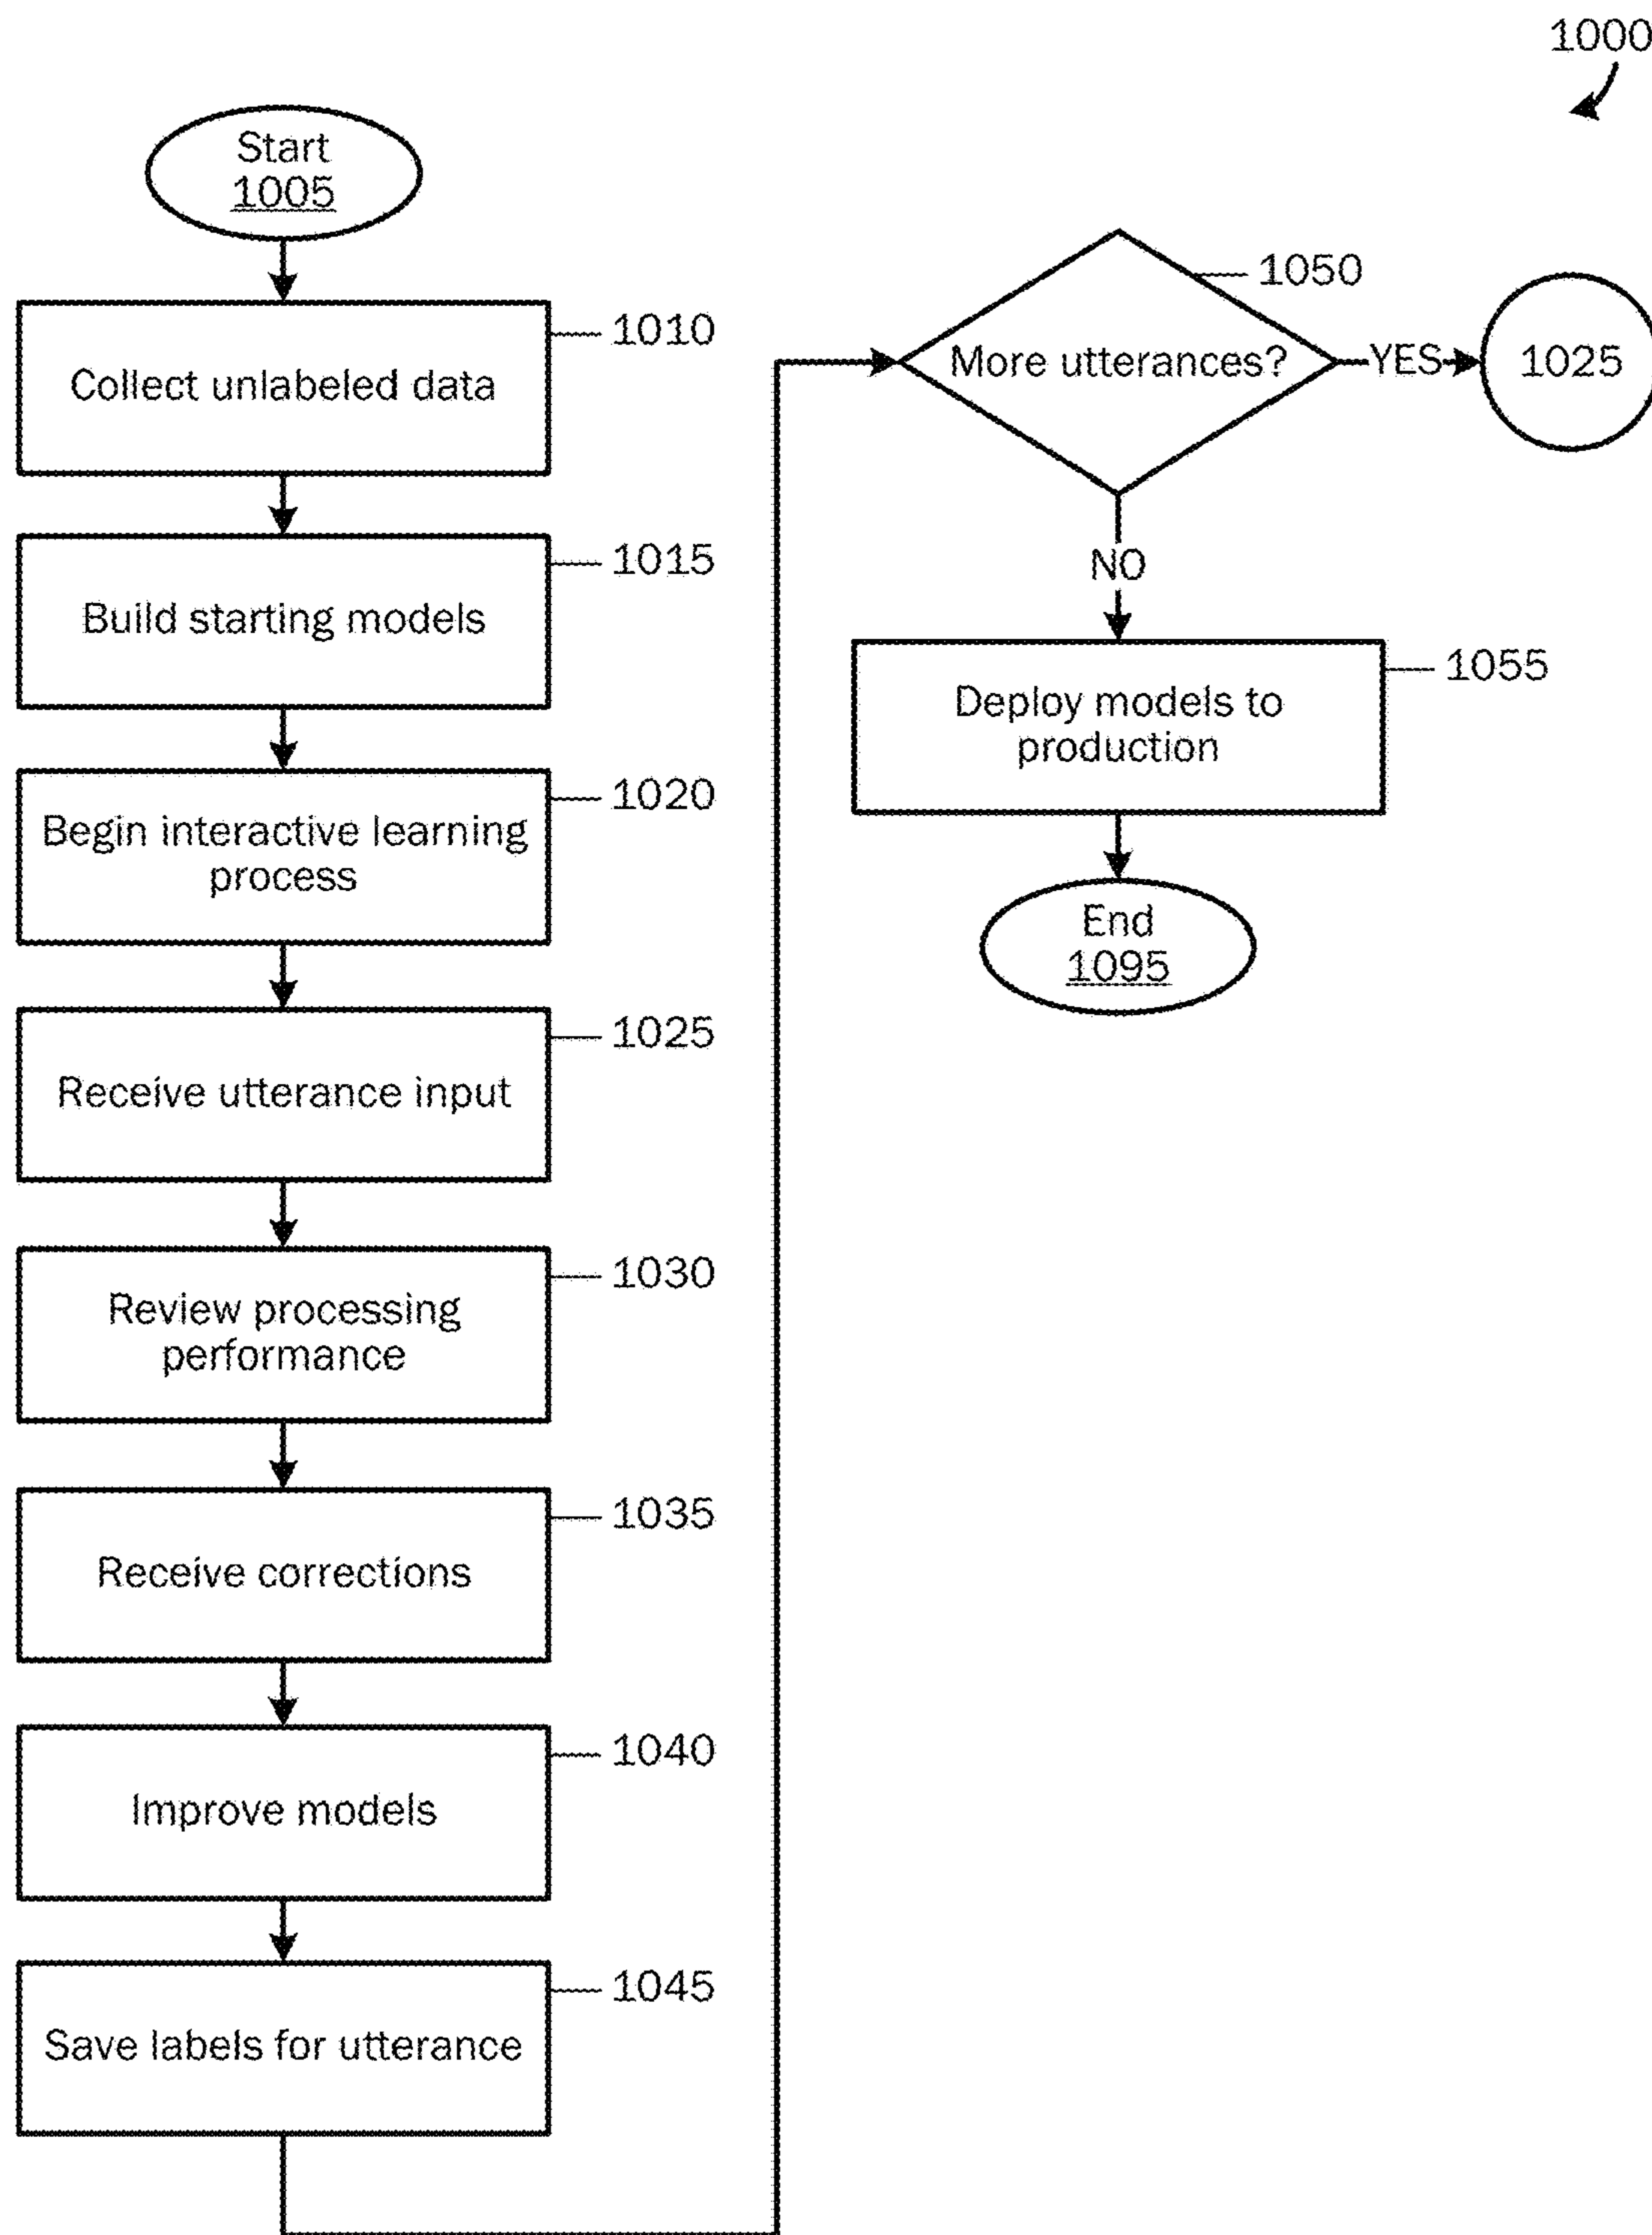 1000
Start
1005
Collect unlabeled data
1010
Build starting models
1015
Begin interactive learning
process
1020
Receive utterance input
1025
Review processing
performance
1030
Receive corrections
1035
Improve models
1040
Save labels for utterance
1045
More utterances?
1050
YES
1025
NO
Deploy models to
production
1055
End
1095